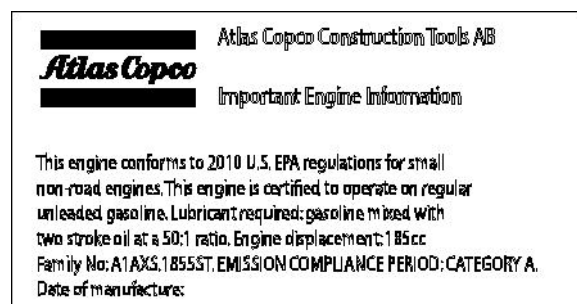 Atlas Copco Construction Tools AB
Atlas Copco
Important Engine Information
This engine conforms to 2010 U.S. EPA regulations for small
non-road engines. This engine is certified to operate on regular
unleaded gasoline. Lubricant required: gasoline mixed with
two stroke oil at a 50:1 ratio. Engine displacement: 185cc
Family No: A1AXS.1855ST. EMISSION COMPLIANCE PERIOD: CATEGORY A.
Date of manufacture: